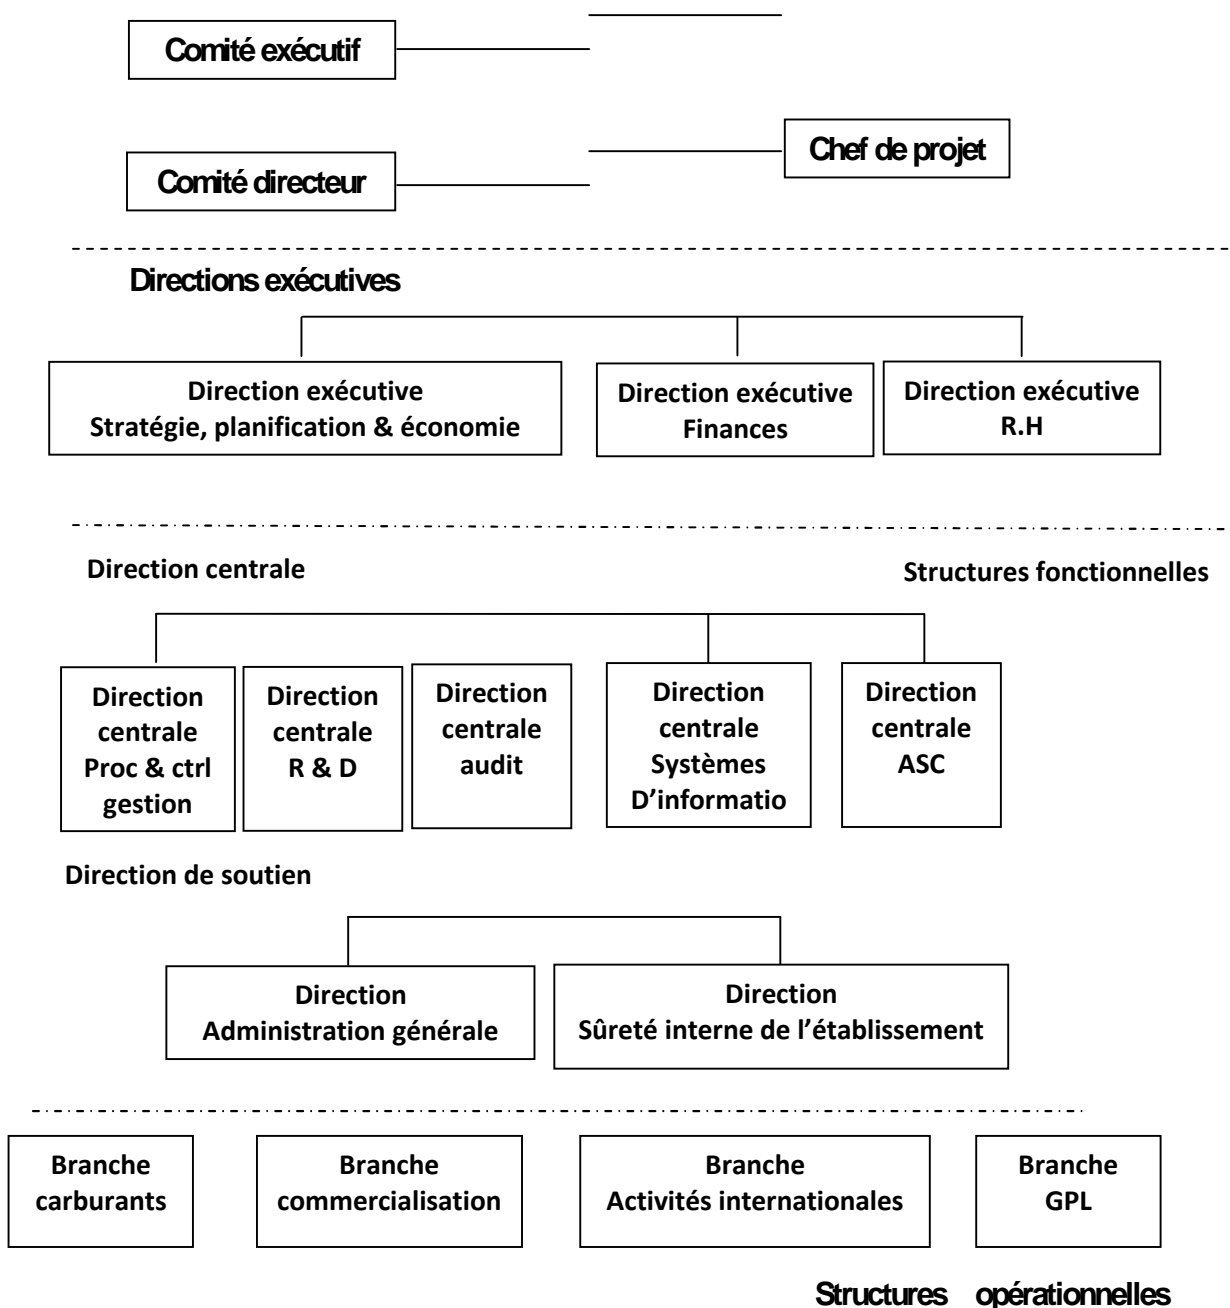 Comité exécutif
Chef de projet
Comité directeur
Directions exécutives
Direction exécutive
Stratégie, planification & économie
Direction exécutive
Finances
Direction exécutive
R.H
Direction centrale
Structures fonctionnelles
Direction
centrale
Proc & ctrl
gestion
Direction
centrale
R & D
Direction
centrale
audit
Direction
centrale
Systèmes
D’informatio
Direction
centrale
ASC
Direction de soutien
Direction
Administration générale
Direction
Sûreté interne de l’établissement
Branche
carburants
Branche
commercialisation
Branche
Activités internationales
Branche
GPL
Structures opérationnelles